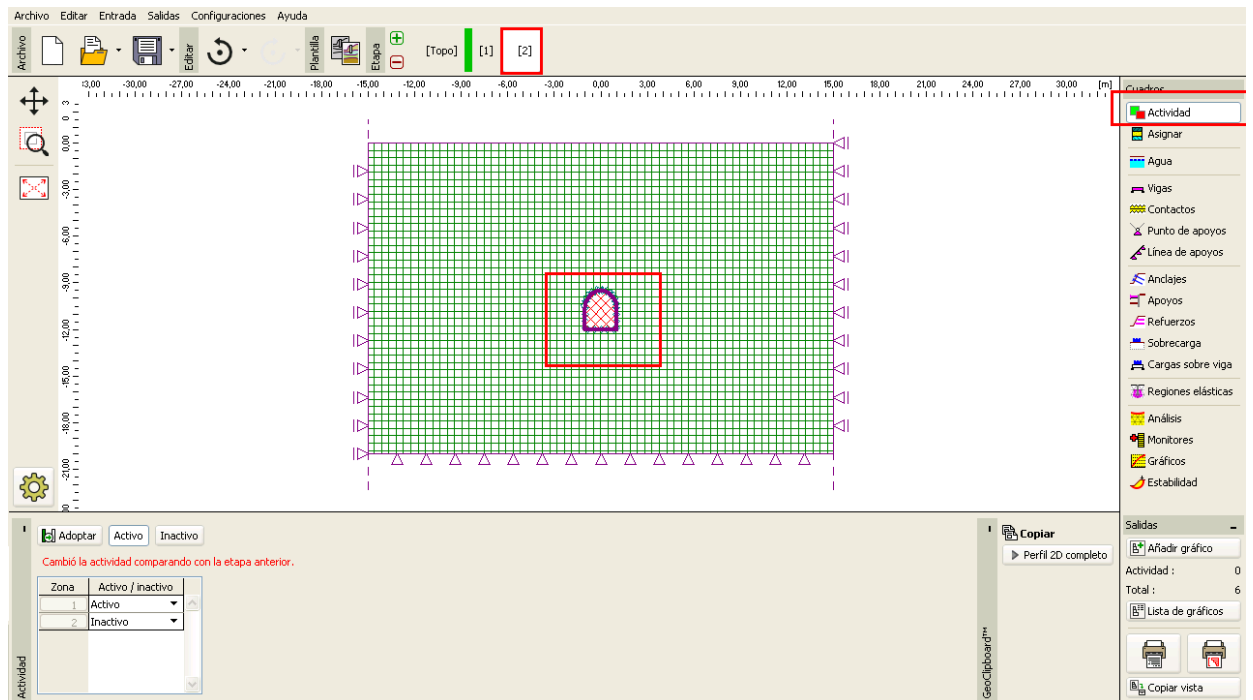 Archivo Editar Entrada Salidas Configuraciones Ayuda
Archivo
Editar
Plantilla
Etapa
[Topo] [1] [2]
-33,00 -30,00 -27,00 -24,00 -21,00 -18,00 -15,00 -12,00 -9,00 -6,00 -3,00 0,00 3,00 6,00 9,00 12,00 15,00 18,00 21,00 24,00 27,00 30,00 [m]
0,00
-3,00
-6,00
-9,00
-12,00
-15,00
-18,00
-21,00
Cuadros
Actividad
Asignar
Agua
Vigas
Contactos
Punto de apoyos
Línea de apoyos
Anclajes
Apoyos
Refuerzos
Sobrecarga
Cargas sobre viga
Regiones elásticas
Análisis
Monitores
Gráficos
Estabilidad
Adoptar Activo Inactivo
Cambió la actividad comparando con la etapa anterior.
Zona Activo / inactivo
1 Activo
2 Inactivo
Actividad
GeoClipboard™
Copiar
Perfil 2D completo
Salidas
Añadir gráfico
Actividad : 0
Total : 6
Lista de gráficos
Copiar vista